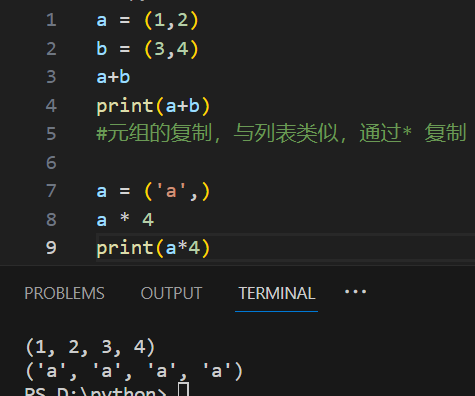 1 a = (1,2)
2 b = (3,4)
3 a+b
4 print(a+b)
5 #元组的复制，与列表类似，通过* 复制
6
7 a = ('a',)
8 a * 4
9 print(a*4)
PROBLEMS OUTPUT TERMINAL ···
(1, 2, 3, 4)
('a', 'a', 'a', 'a')
PS D:\python>